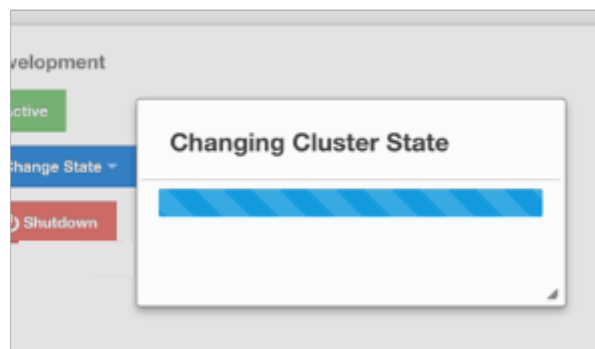 velopment
ctive
Changing Cluster State
hange State
Shutdown